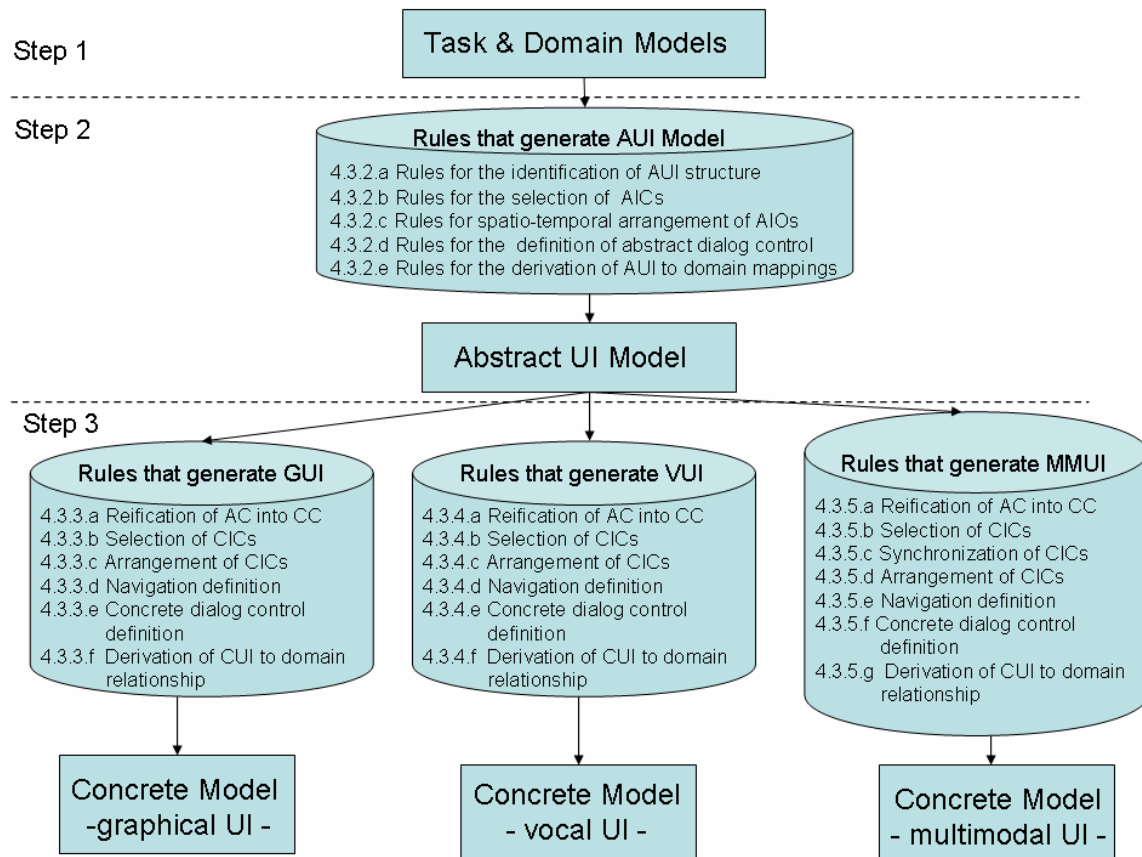 Step 1
Task & Domain Models
Step 2
Rules that generate AUI Model
4.3.2.a Rules for the identification of AUI structure
4.3.2.b Rules for the selection of AICs
4.3.2.c Rules for spatio-temporal arrangement of AIOs
4.3.2.d Rules for the definition of abstract dialog control
4.3.2.e Rules for the derivation of AUI to domain mappings
Abstract UI Model
Step 3
Rules that generate GUI
4.3.3.a Reification of AC into CC
4.3.3.b Selection of CICs
4.3.3.c Arrangement of CICs
4.3.3.d Navigation definition
4.3.3.e Concrete dialog control
definition
4.3.3.f Derivation of CUI to domain
relationship
Rules that generate VUI
4.3.4.a Reification of AC into CC
4.3.4.b Selection of CICs
4.3.4.c Arrangement of CICs
4.3.4.d Navigation definition
4.3.4.e Concrete dialog control
definition
4.3.4.f Derivation of CUI to domain
relationship
Rules that generate MMUI
4.3.5.a Reification of AC into CC
4.3.5.b Selection of CICs
4.3.5.c Synchronization of CICs
4.3.5.d Arrangement of CICs
4.3.5.e Navigation definition
4.3.5.f Concrete dialog control
definition
4.3.5.g Derivation of CUI to domain
relationship
Concrete Model
-graphical UI -
Concrete Model
- vocal UI -
Concrete Model
- multimodal UI -